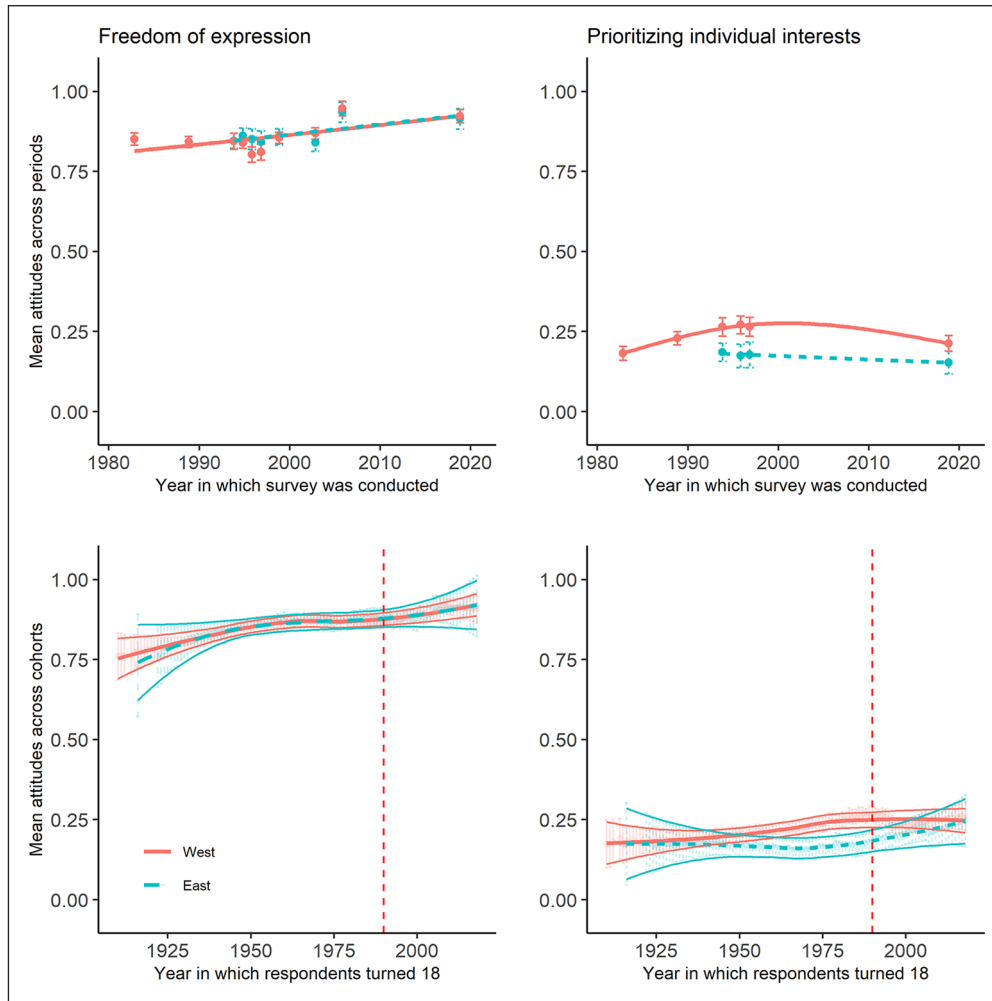 Freedom of expression
Prioritizing individual interests
Mean attitudes across periods
1.00
0.75
0.50
0.25
0.00
1980 1990 2000 2010 2020
Year in which survey was conducted
1.00
0.75
0.50
0.25
0.00
1980 1990 2000 2010 2020
Year in which survey was conducted
Mean attitudes across cohorts
1.00
0.75
0.50
0.25
0.00
West
East
1925 1950 1975 2000
Year in which respondents turned 18
1.00
0.75
0.50
0.25
0.00
1925 1950 1975 2000
Year in which respondents turned 18